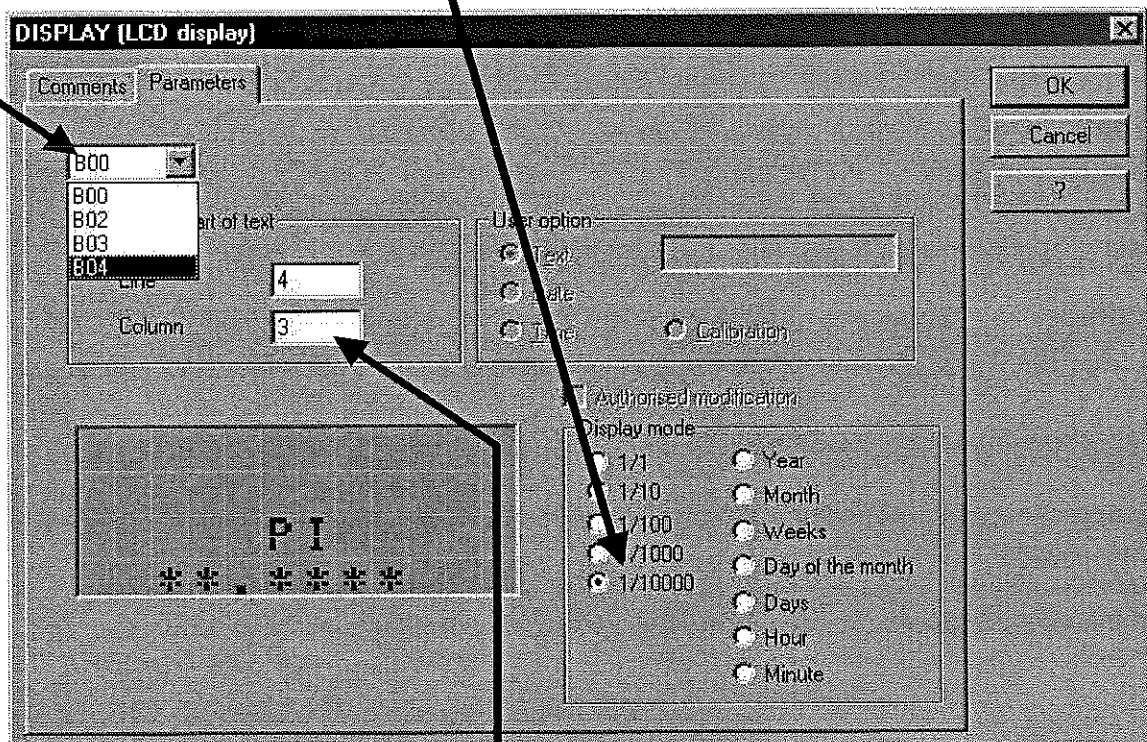 DISPLAY (LCD display)
Comments Parameters
OK
Cancel
?
B00
B00
B02
B03
B04
art of text
Line 4
Column 3
User option
Text
Date
Time Calibration
Authorised modification
Display mode
1/1 Year
1/10 Month
1/100 Weeks
1/1000 Day of the month
1/10000 Days
Hour
Minute
PI
**.****